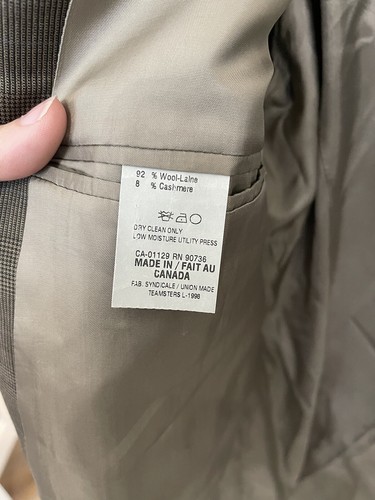 92 % Wool-Laine
8 % Cashmere
DRY CLEAN ONLY
LOW MOISTURE UTILITY PRESS
CA-01129 RN 90736
MADE IN / FAIT AU
CANADA
FAB. SYNDICALE / UNION MADE
TEAMSTERS L-1998